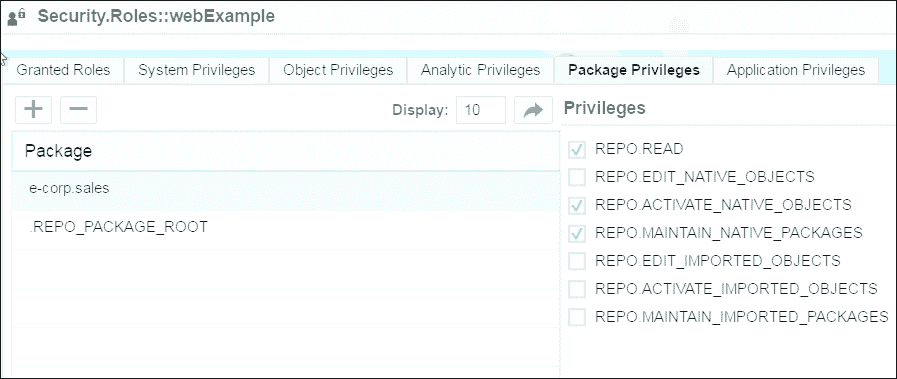 Security.Roles::webExample
Granted Roles System Privileges Object Privileges Analytic Privileges Package Privileges Application Privileges
Display: 10
Package
e-corp.sales
.REPO_PACKAGE_ROOT
Privileges
REPO.READ
REPO.EDIT_NATIVE_OBJECTS
REPO.ACTIVATE_NATIVE_OBJECTS
REPO.MAINTAIN_NATIVE_PACKAGES
REPO.EDIT_IMPORTED_OBJECTS
REPO.ACTIVATE_IMPORTED_OBJECTS
REPO.MAINTAIN_IMPORTED_PACKAGES